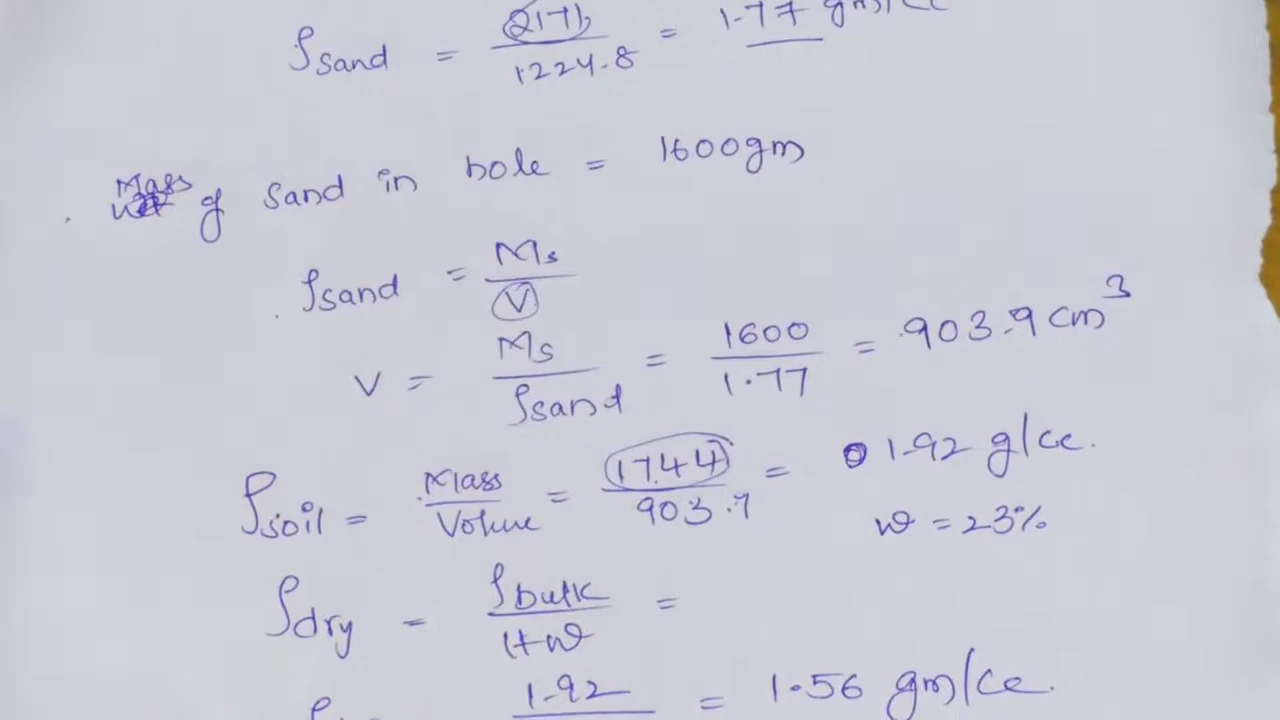 ρsand = 2171 / 1224.8 = 1.77 gm/cc
Mass of sand in hole = 1600gm
ρsand = Ms / V
V = Ms / ρsand = 1600 / 1.77 = 903.9 cm³
ρsoil = Mass / Volume = 1744 / 903.9 = 1.92 g/cc.
w = 23%
ρdry = ρbulk / 1+w =
1.92 = 1.56 gm/cc.